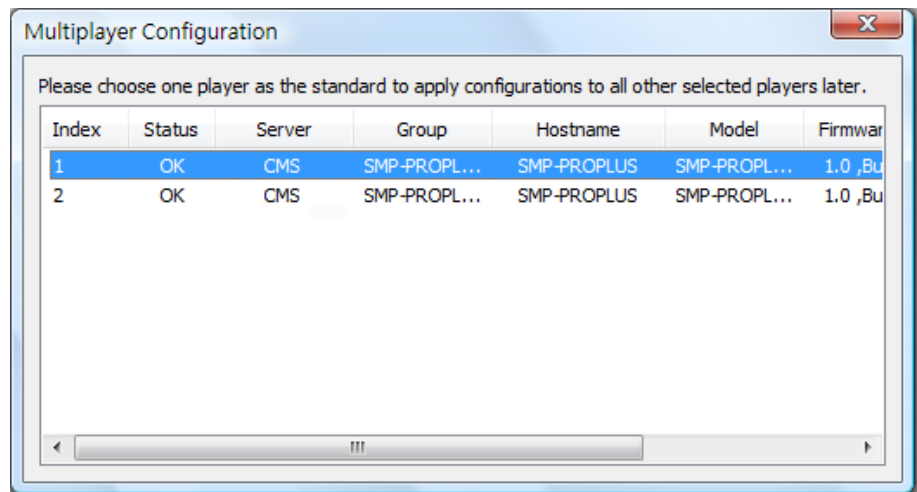 Multiplayer Configuration
Please choose one player as the standard to apply configurations to all other selected players later.
Index Status Server Group Hostname Model Firmwar
1 OK CMS SMP-PROPL... SMP-PROPLUS SMP-PROPL... 1.0 ,Bu
2 OK CMS SMP-PROPL... SMP-PROPLUS SMP-PROPL... 1.0 ,Bu